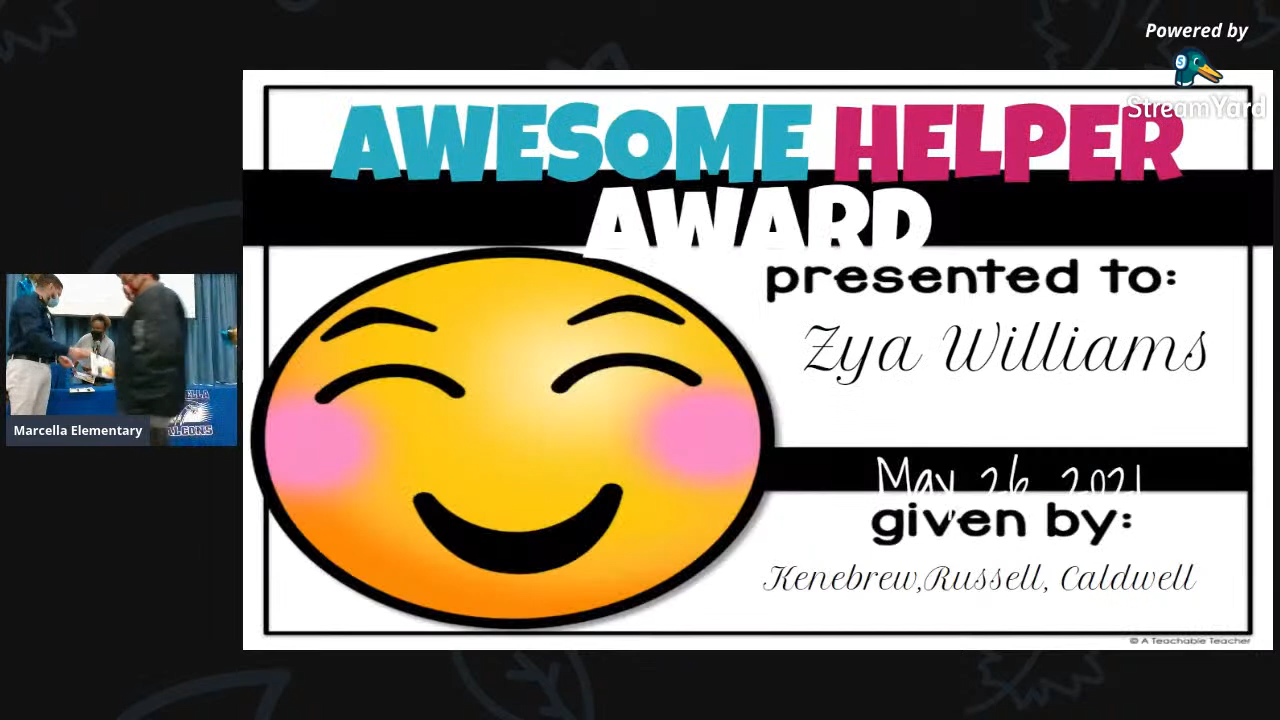 Powered by
StreamYard
AWESOME HELPER
AWARD
presented to:
Zya Williams
May 26, 2021
given by:
Kenebrew,Russell, Caldwell
© A Teachable Teacher
Marcella Elementary